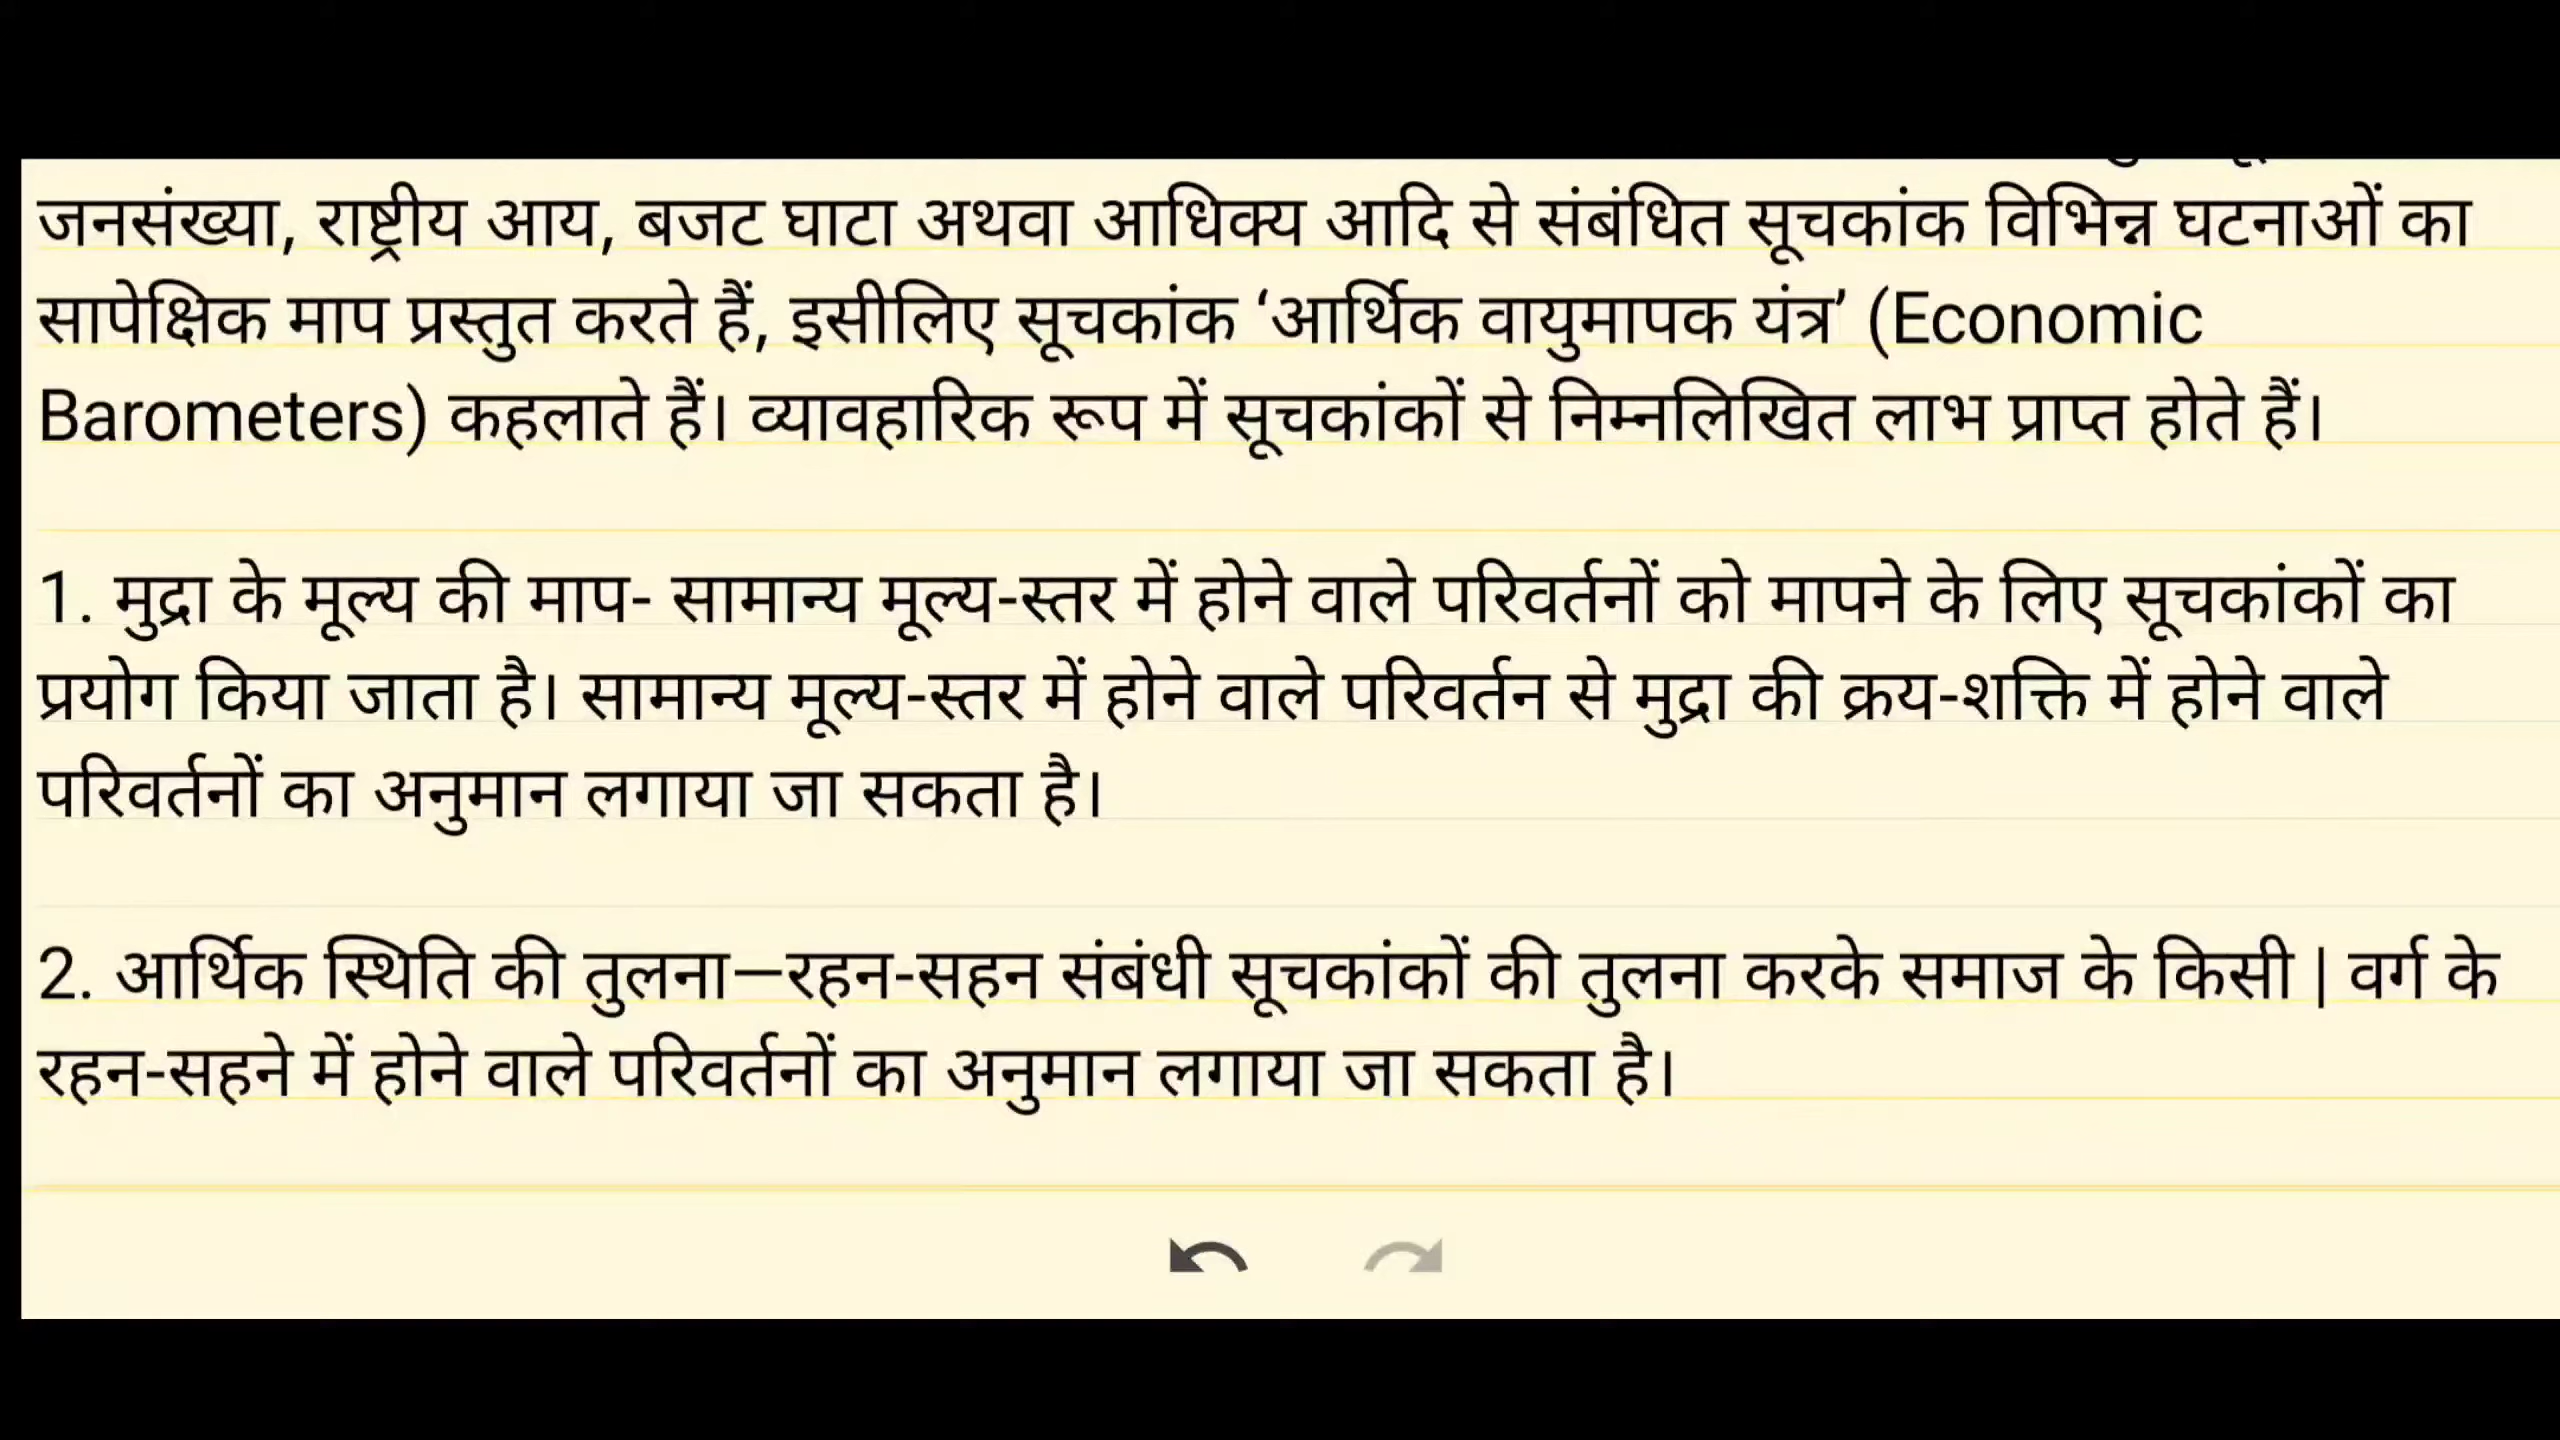 जनसंख्या, राष्ट्रीय आय, बजट घाटा अथवा आधिक्य आदि से संबंधित सूचकांक विभिन्न घटनाओं का
सापेक्षिक माप प्रस्तुत करते हैं, इसीलिए सूचकांक ‘आर्थिक वायुमापक यंत्र’ (Economic
Barometers) कहलाते हैं। व्यावहारिक रूप में सूचकांकों से निम्नलिखित लाभ प्राप्त होते हैं।
1. मुद्रा के मूल्य की माप- सामान्य मूल्य-स्तर में होने वाले परिवर्तनों को मापने के लिए सूचकांकों का
प्रयोग किया जाता है। सामान्य मूल्य-स्तर में होने वाले परिवर्तन से मुद्रा की क्रय-शक्ति में होने वाले
परिवर्तनों का अनुमान लगाया जा सकता है।
2. आर्थिक स्थिति की तुलना—रहन-सहन संबंधी सूचकांकों की तुलना करके समाज के किसी | वर्ग के
रहन-सहने में होने वाले परिवर्तनों का अनुमान लगाया जा सकता है।